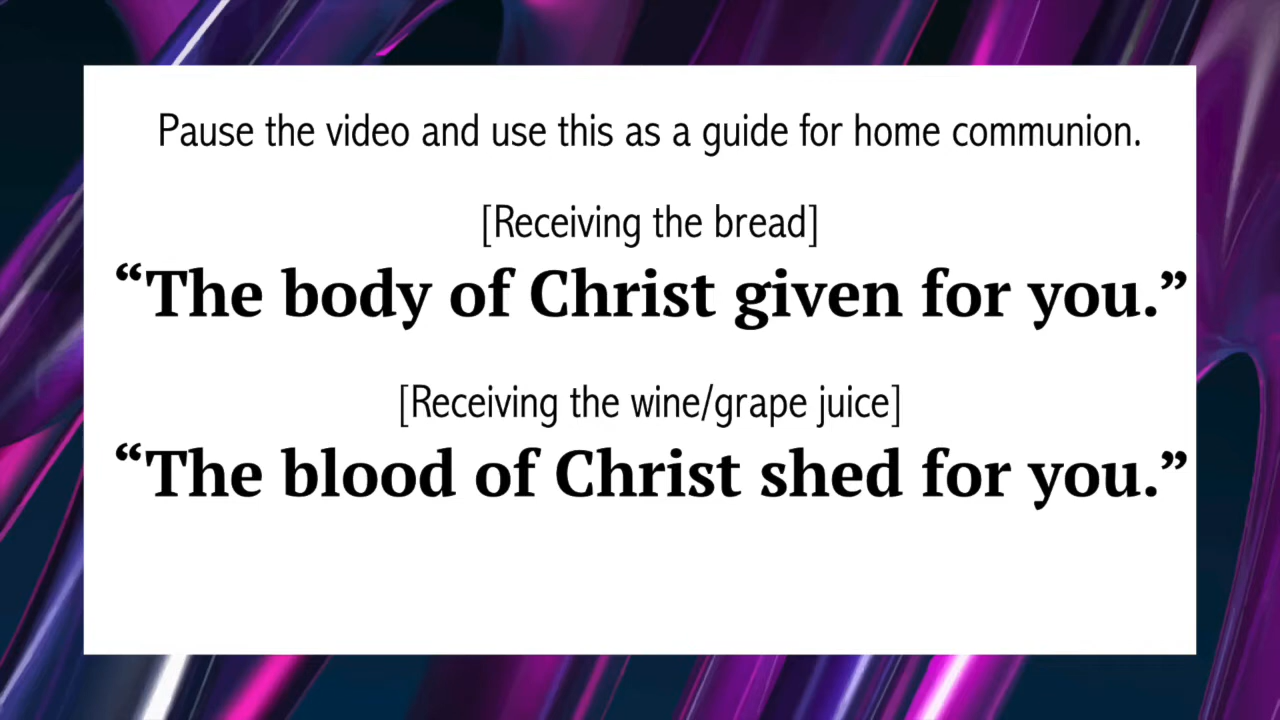 Pause the video and use this as a guide for home communion.
[Receiving the bread]
“The body of Christ given for you.”
[Receiving the wine/grape juice]
“The blood of Christ shed for you.”